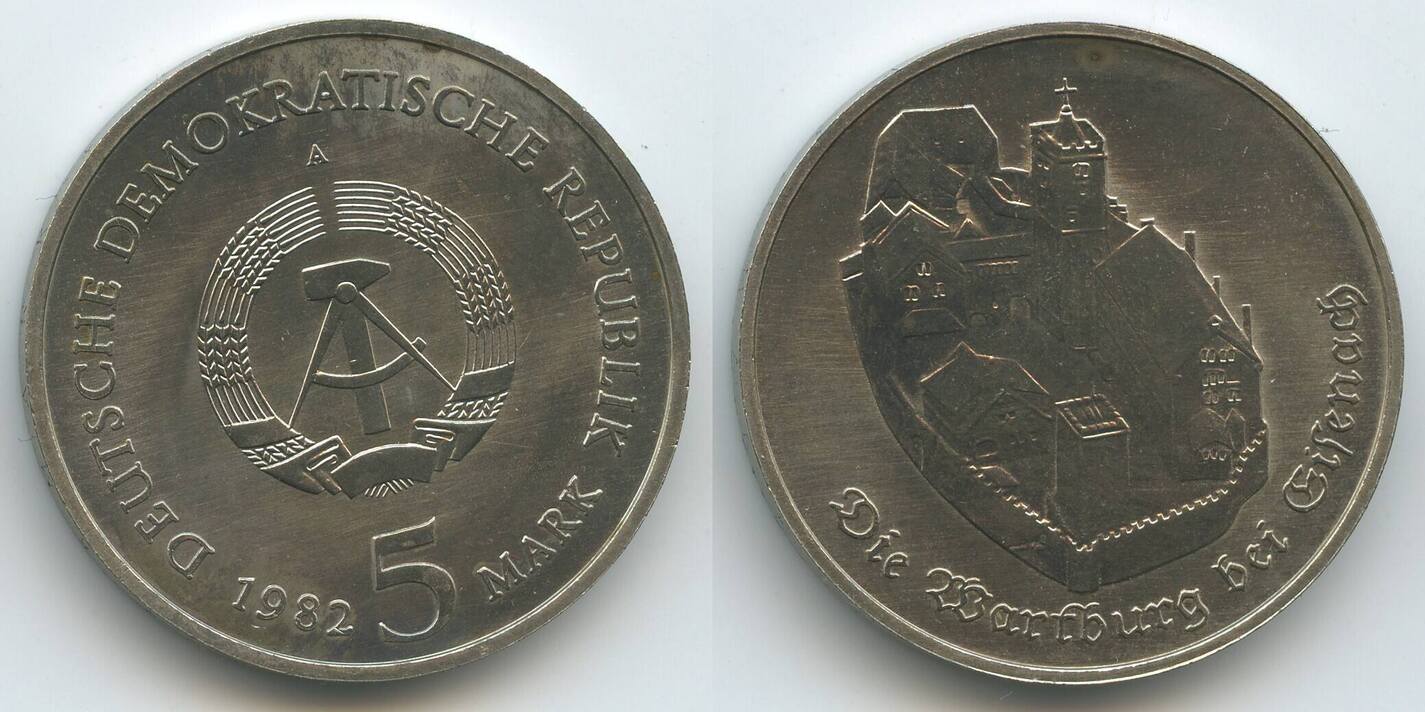 DEUTSCHE DEMOKRATISCHE REPUBLIK
A
1982 5 MARK
Die Wartburg bei Eiſenach